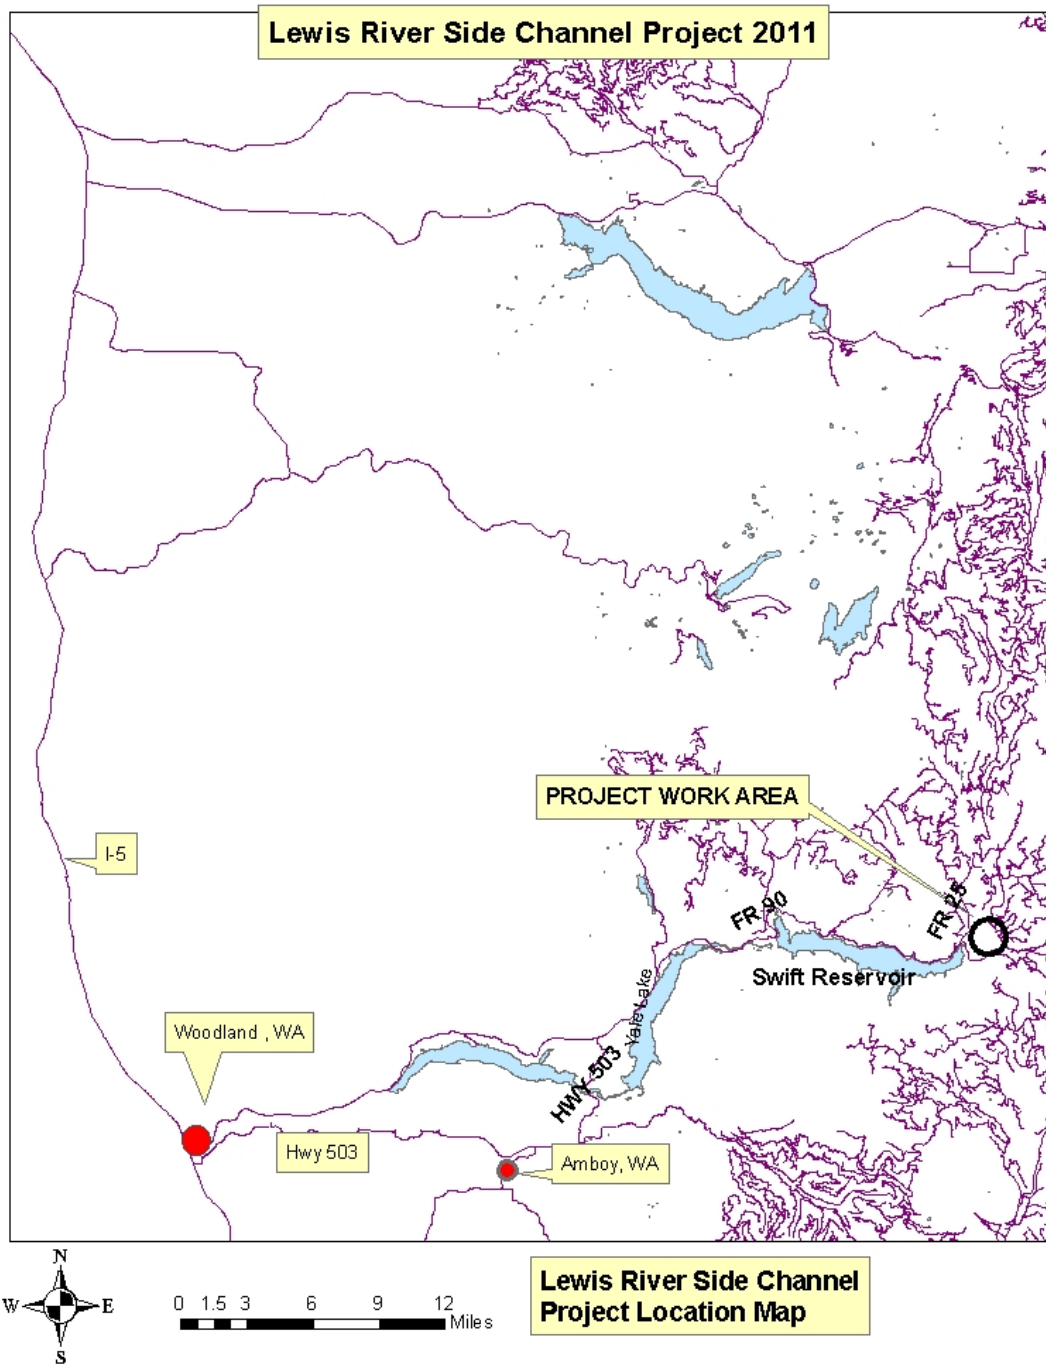 Lewis River Side Channel Project 2011
PROJECT WORK AREA
I-5
FR 90
FR 25
Swift Reservoir
Yale Lake
Woodland , WA
HWY 503
Hwy 503
Amboy, WA
N
W E
S
0 1.5 3 6 9 12
Miles
Lewis River Side Channel
Project Location Map